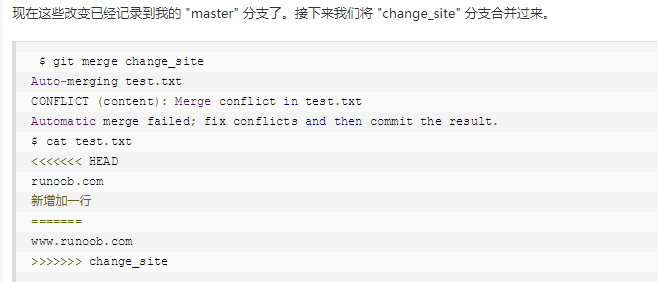 现在这些改变已经记录到我的 "master" 分支了。接下来我们将 "change_site" 分支合并过来。
$ git merge change_site
Auto-merging test.txt
CONFLICT (content): Merge conflict in test.txt
Automatic merge failed; fix conflicts and then commit the result.
$ cat test.txt
<<<<<<< HEAD
runoob.com
新增加一行
=======
www.runoob.com
>>>>>>> change_site